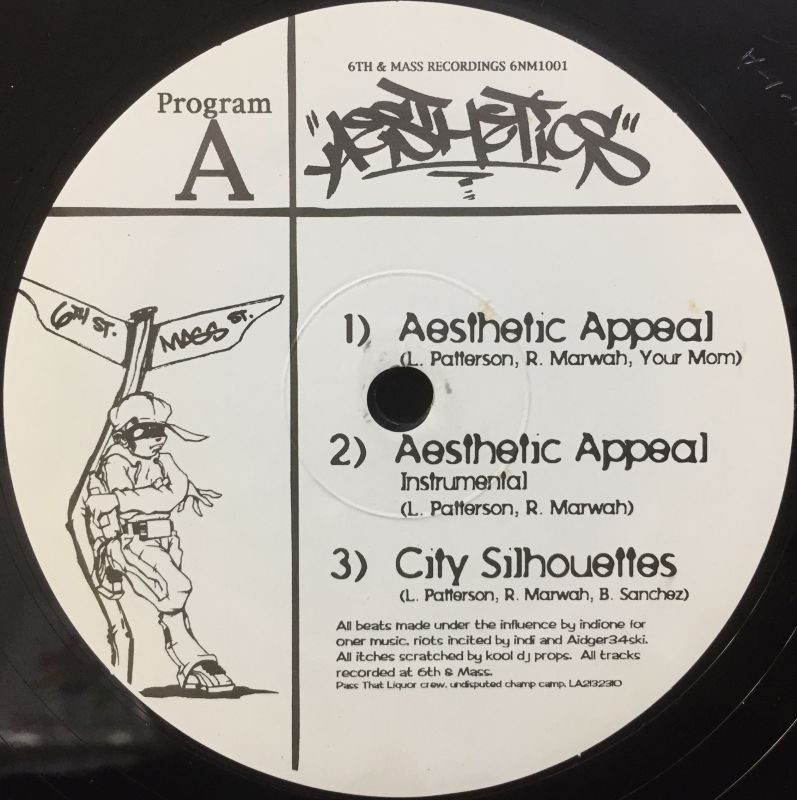 6TH & MASS RECORDINGS 6NM1001
Program
A
"AESTHETICS"
6TH ST.
MASS ST.
1) Aesthetic Appeal
(L. Patterson, R. Marwah, Your Mom)
2) Aesthetic Appeal
Instrumental
(L. Patterson, R. Marwah)
3) City Silhouettes
(L. Patterson, R. Marwah, B. Sanchez)
All beats made under the influence by indione for
oner music, riots incited by indi and Aidger34ski.
All itches scratched by kool dj props. All tracks
recorded at 6th & Mass.
Pass That Liquor crew, undisputed champ camp, LA2132310